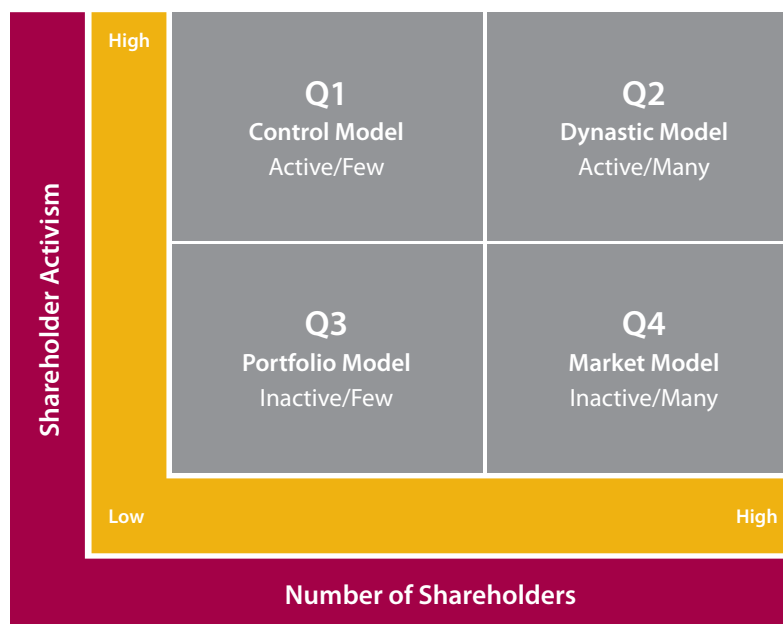 High
Q1
Control Model
Active/Few
Q2
Dynastic Model
Active/Many
Shareholder Activism
Q3
Portfolio Model
Inactive/Few
Q4
Market Model
Inactive/Many
Low
High
Number of Shareholders